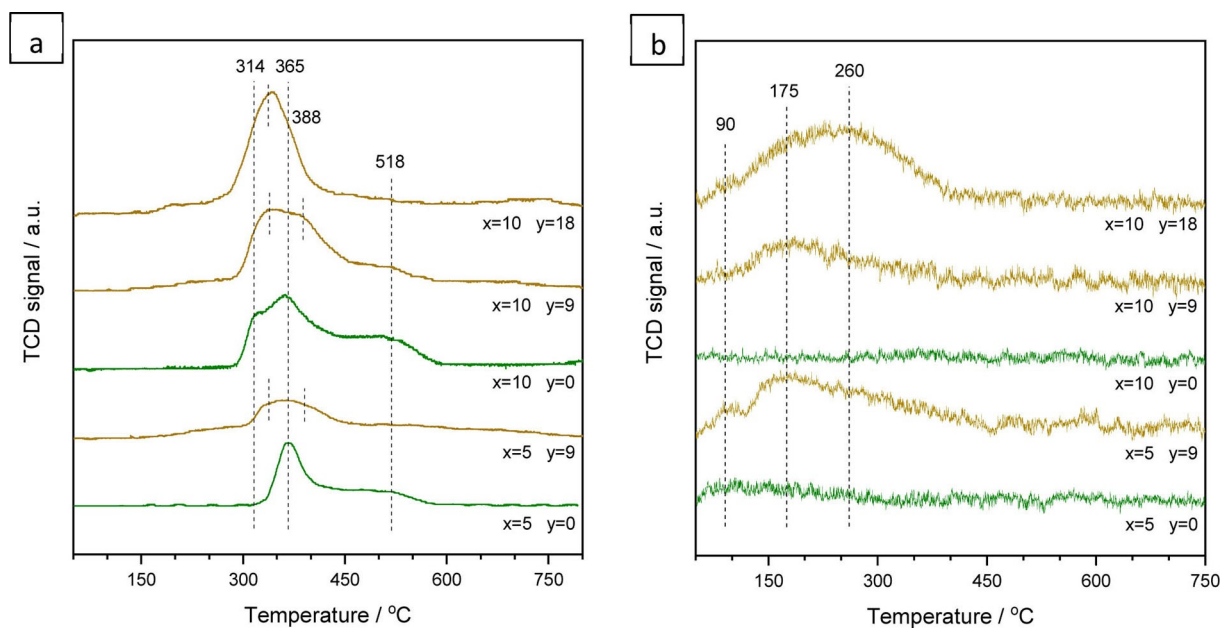 a
314 365
388
518
x=10 y=18
x=10 y=9
x=10 y=0
x=5 y=9
x=5 y=0
TCD signal / a.u.
150 300 450 600 750
Temperature / °C
b
90
175
260
x=10 y=18
x=10 y=9
x=10 y=0
x=5 y=9
x=5 y=0
TCD signal / a.u.
150 300 450 600 750
Temperature / °C